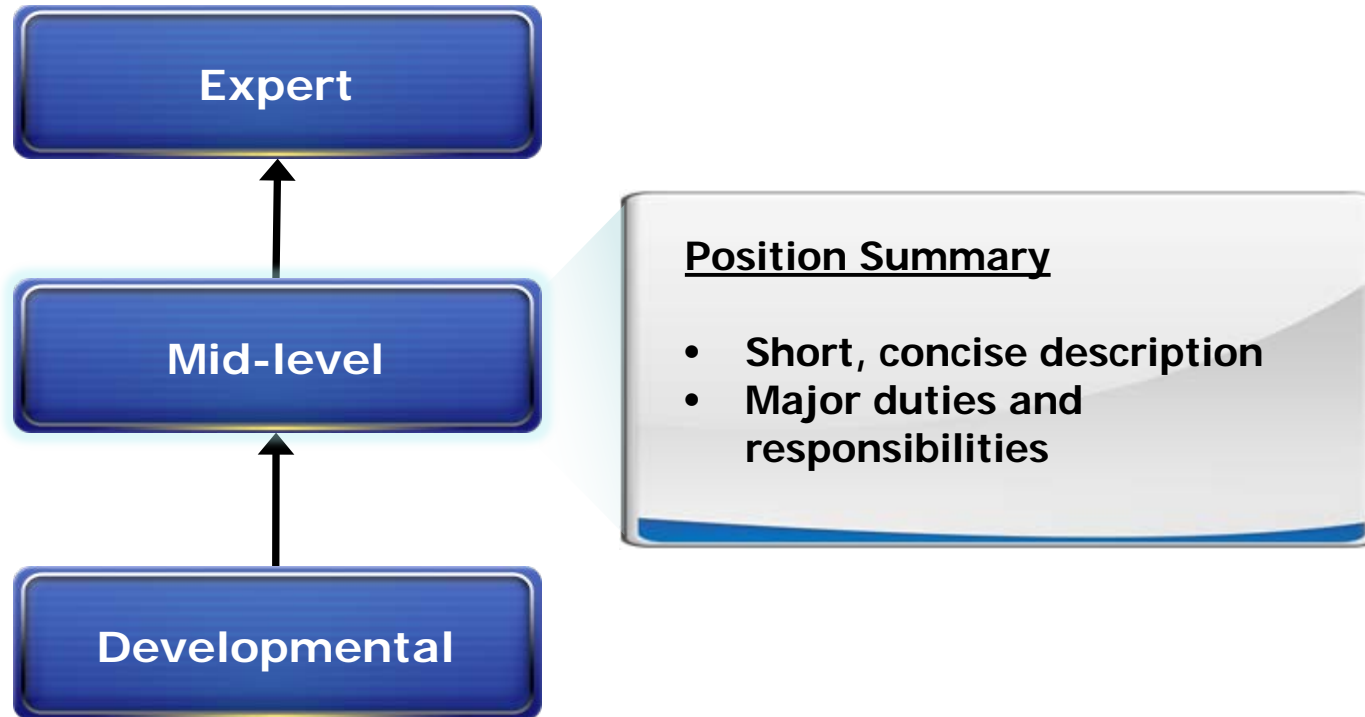 Expert
Mid-level
Developmental
Position Summary
• Short, concise description
• Major duties and
responsibilities